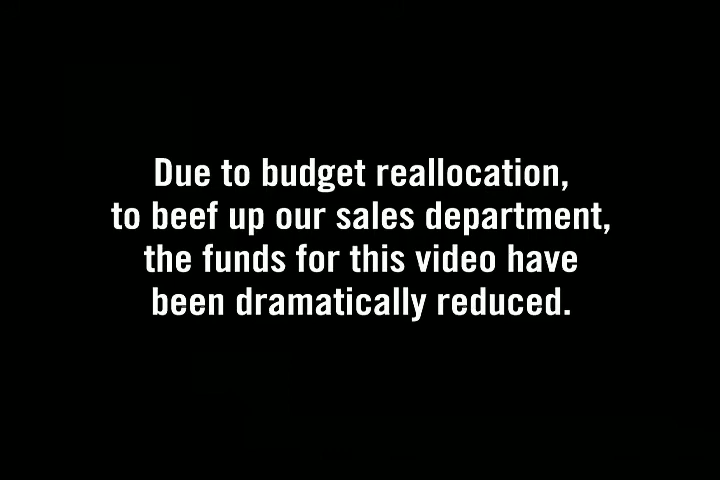 Due to budget reallocation,
to beef up our sales department,
the funds for this video have
been dramatically reduced.